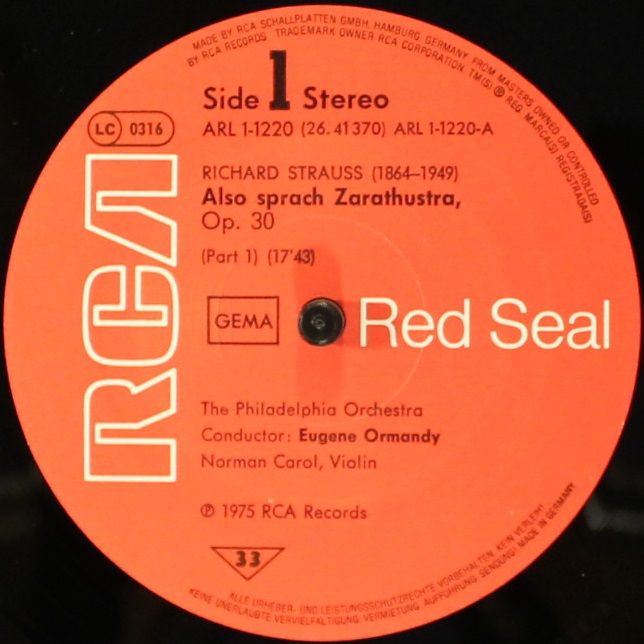 MADE BY RCA SCHALLPLATTEN GMBH, HAMBURG, GERMANY, FROM MASTERS OWNED OR CONTROLLED
BY RCA RECORDS TRADEMARK OWNER RCA CORPORATION, TM(S) ® REG. MARCA(S) REGISTRADA(S)
Side 1 Stereo
LC 0316
ARL 1-1220 (26.41370) ARL 1-1220-A
RICHARD STRAUSS (1864–1949)
Also sprach Zarathustra,
Op. 30
(Part 1) (17'43)
RCA
GEMA
Red Seal
The Philadelphia Orchestra
Conductor: Eugene Ormandy
Norman Carol, Violin
℗ 1975 RCA Records
33
ALLE URHEBER- UND LEISTUNGSSCHUTZRECHTE VORBEHALTEN. KEIN VERLEIH!
KEINE UNERLAUBTE VERVIELFÄLTIGUNG, VERMIETUNG, AUFFÜHRUNG, SENDUNG! MADE IN GERMANY